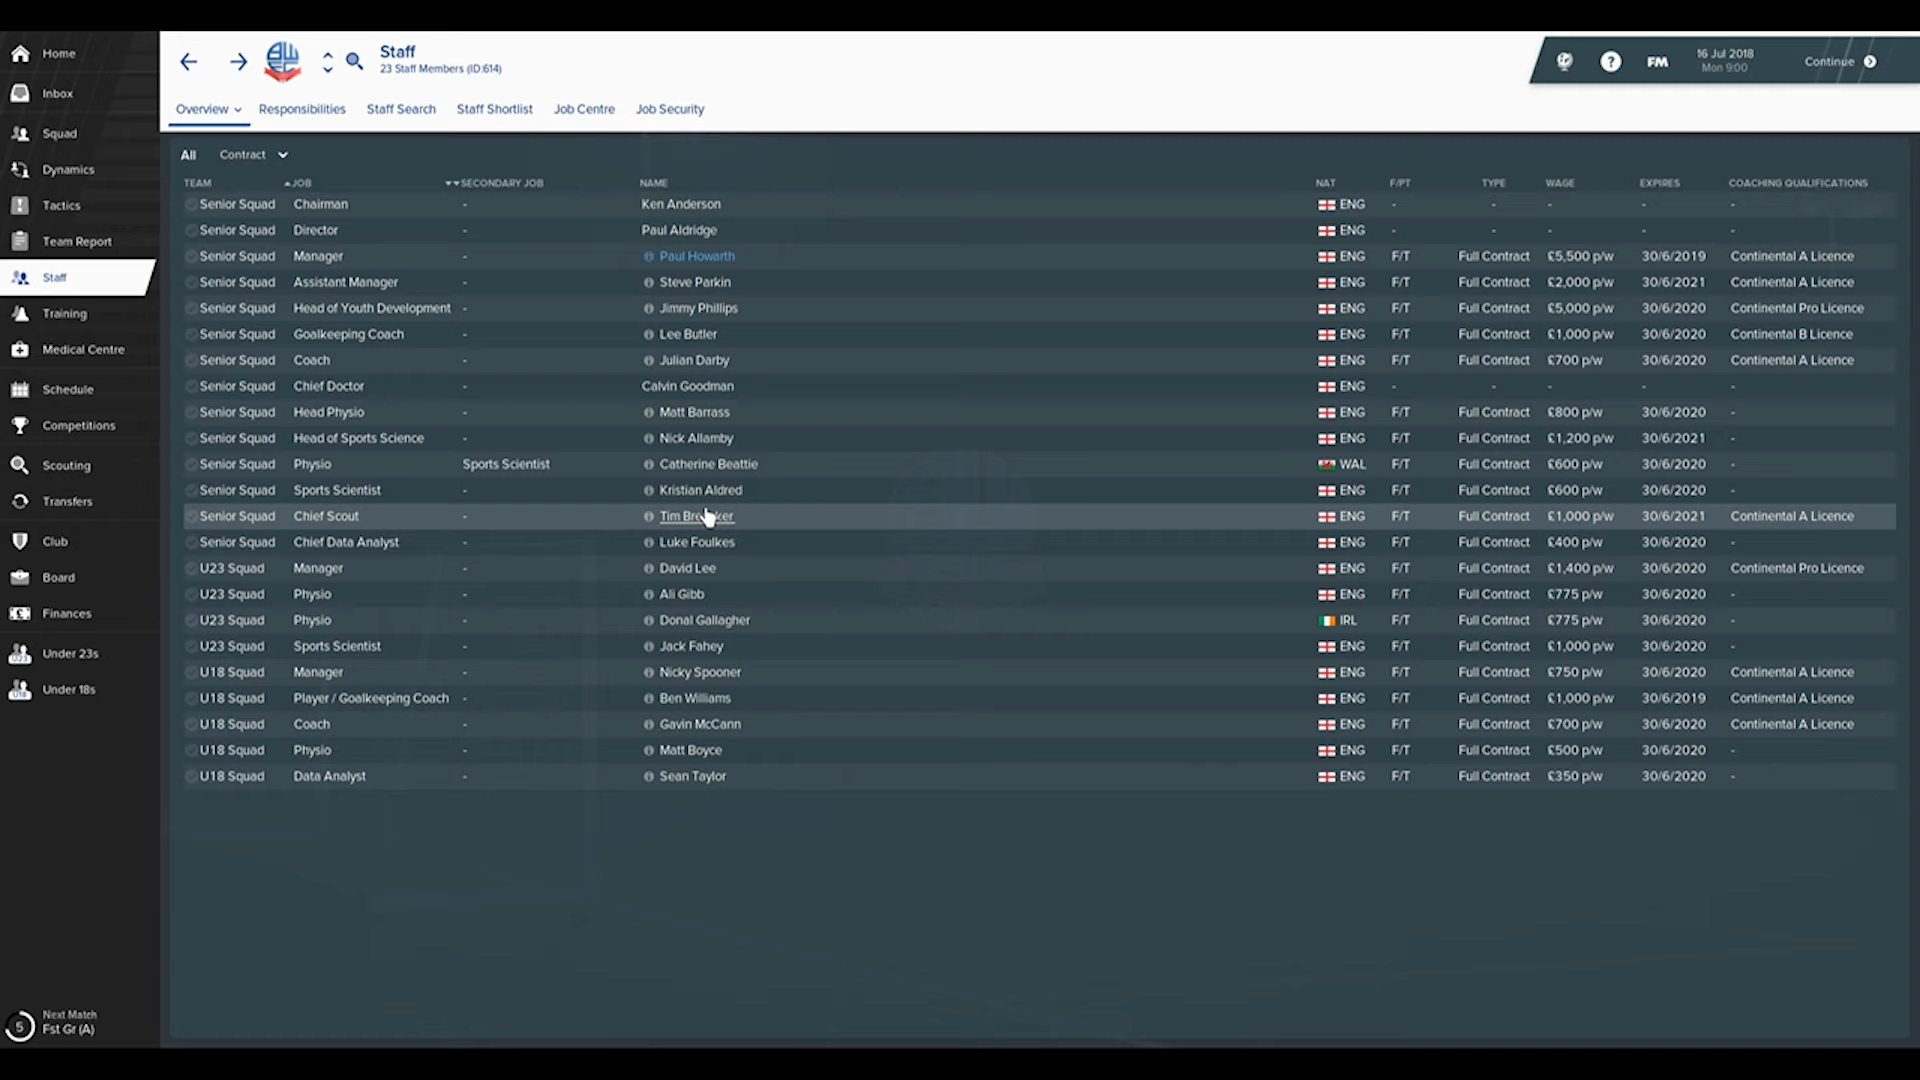 Home
Inbox
Squad
Dynamics
Tactics
Team Report
Staff
Training
Medical Centre
Schedule
Competitions
Scouting
Transfers
Club
Board
Finances
Under 23s
Under 18s
Next Match
5 Fst Gr (A)
Staff
23 Staff Members (ID:614)
? FM 16 Jul 2018 Continue
Mon 9:00
Overview Responsibilities Staff Search Staff Shortlist Job Centre Job Security
All Contract
TEAM JOB SECONDARY JOB NAME NAT F/PT TYPE WAGE EXPIRES COACHING QUALIFICATIONS
Senior Squad Chairman - Ken Anderson ENG - - - - -
Senior Squad Director - Paul Aldridge ENG - - - - -
Senior Squad Manager - Paul Howarth ENG F/T Full Contract £5,500 p/w 30/6/2019 Continental A Licence
Senior Squad Assistant Manager - Steve Parkin ENG F/T Full Contract £2,000 p/w 30/6/2021 Continental A Licence
Senior Squad Head of Youth Development - Jimmy Phillips ENG F/T Full Contract £5,000 p/w 30/6/2020 Continental Pro Licence
Senior Squad Goalkeeping Coach - Lee Butler ENG F/T Full Contract £1,000 p/w 30/6/2020 Continental B Licence
Senior Squad Coach - Julian Darby ENG F/T Full Contract £700 p/w 30/6/2020 Continental A Licence
Senior Squad Chief Doctor - Calvin Goodman ENG - - - - -
Senior Squad Head Physio - Matt Barrass ENG F/T Full Contract £800 p/w 30/6/2020 -
Senior Squad Head of Sports Science - Nick Allamby ENG F/T Full Contract £1,200 p/w 30/6/2021 -
Senior Squad Physio Sports Scientist Catherine Beattie WAL F/T Full Contract £600 p/w 30/6/2020 -
Senior Squad Sports Scientist - Kristian Aldred ENG F/T Full Contract £600 p/w 30/6/2020 -
Senior Squad Chief Scout - Tim ENG F/T Full Contract £1,000 p/w 30/6/2021 Continental A Licence
Senior Squad Chief Data Analyst - Luke Foulkes ENG F/T Full Contract £400 p/w 30/6/2020 -
U23 Squad Manager - David Lee ENG F/T Full Contract £1,400 p/w 30/6/2020 Continental Pro Licence
U23 Squad Physio - Ali Gibb ENG F/T Full Contract £775 p/w 30/6/2020 -
U23 Squad Physio - Donal Gallagher IRL F/T Full Contract £775 p/w 30/6/2020 -
U23 Squad Sports Scientist - Jack Fahey ENG F/T Full Contract £1,000 p/w 30/6/2020 -
U18 Squad Manager - Nicky Spooner ENG F/T Full Contract £750 p/w 30/6/2020 Continental A Licence
U18 Squad Player / Goalkeeping Coach - Ben Williams ENG F/T Full Contract £1,000 p/w 30/6/2019 Continental A Licence
U18 Squad Coach - Gavin McCann ENG F/T Full Contract £700 p/w 30/6/2020 Continental A Licence
U18 Squad Physio - Matt Boyce ENG F/T Full Contract £500 p/w 30/6/2020 -
U18 Squad Data Analyst - Sean Taylor ENG F/T Full Contract £350 p/w 30/6/2020 -